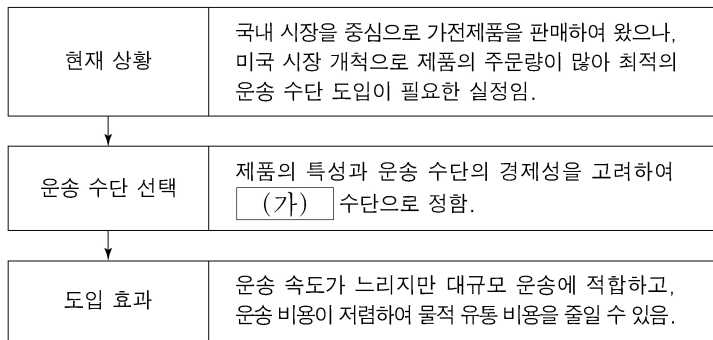 현재 상황
국내 시장을 중심으로 가전제품을 판매하여 왔으나,
미국 시장 개척으로 제품의 주문량이 많아 최적의
운송 수단 도입이 필요한 실정임.
운송 수단 선택
제품의 특성과 운송 수단의 경제성을 고려하여
(가) 수단으로 정함.
도입 효과
운송 속도가 느리지만 대규모 운송에 적합하고,
운송 비용이 저렴하여 물적 유통 비용을 줄일 수 있음.